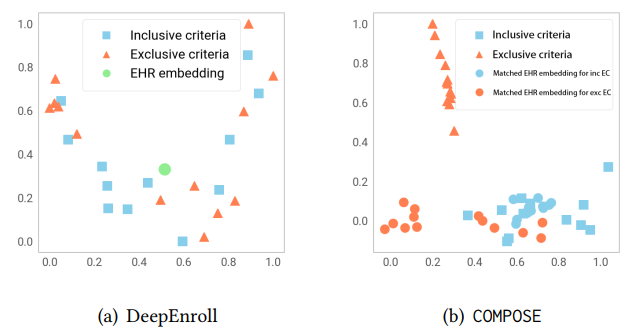 Inclusive criteria
Exclusive criteria
EHR embedding
1.0
0.8
0.6
0.4
0.2
0.0
0.0 0.2 0.4 0.6 0.8 1.0
(a) DeepEnroll
Inclusive criteria
Exclusive criteria
Matched EHR embedding for inc EC
Matched EHR embedding for exc EC
1.0
0.8
0.6
0.4
0.2
0.0
0.0 0.2 0.4 0.6 0.8 1.0
(b) COMPOSE